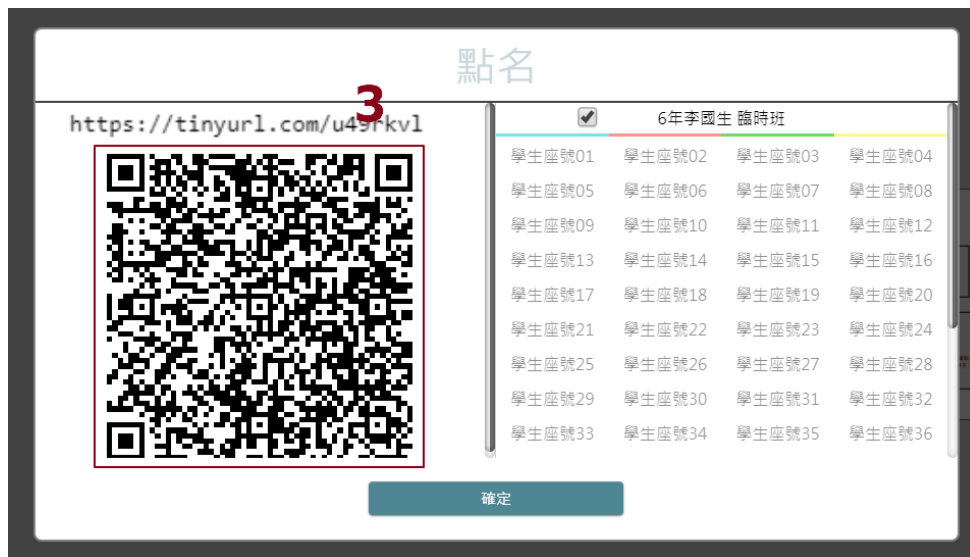 點名
3
https://tinyurl.com/u49rkvl
6年李國生 臨時班
學生座號01 學生座號02 學生座號03 學生座號04
學生座號05 學生座號06 學生座號07 學生座號08
學生座號09 學生座號10 學生座號11 學生座號12
學生座號13 學生座號14 學生座號15 學生座號16
學生座號17 學生座號18 學生座號19 學生座號20
學生座號21 學生座號22 學生座號23 學生座號24
學生座號25 學生座號26 學生座號27 學生座號28
學生座號29 學生座號30 學生座號31 學生座號32
學生座號33 學生座號34 學生座號35 學生座號36
確定